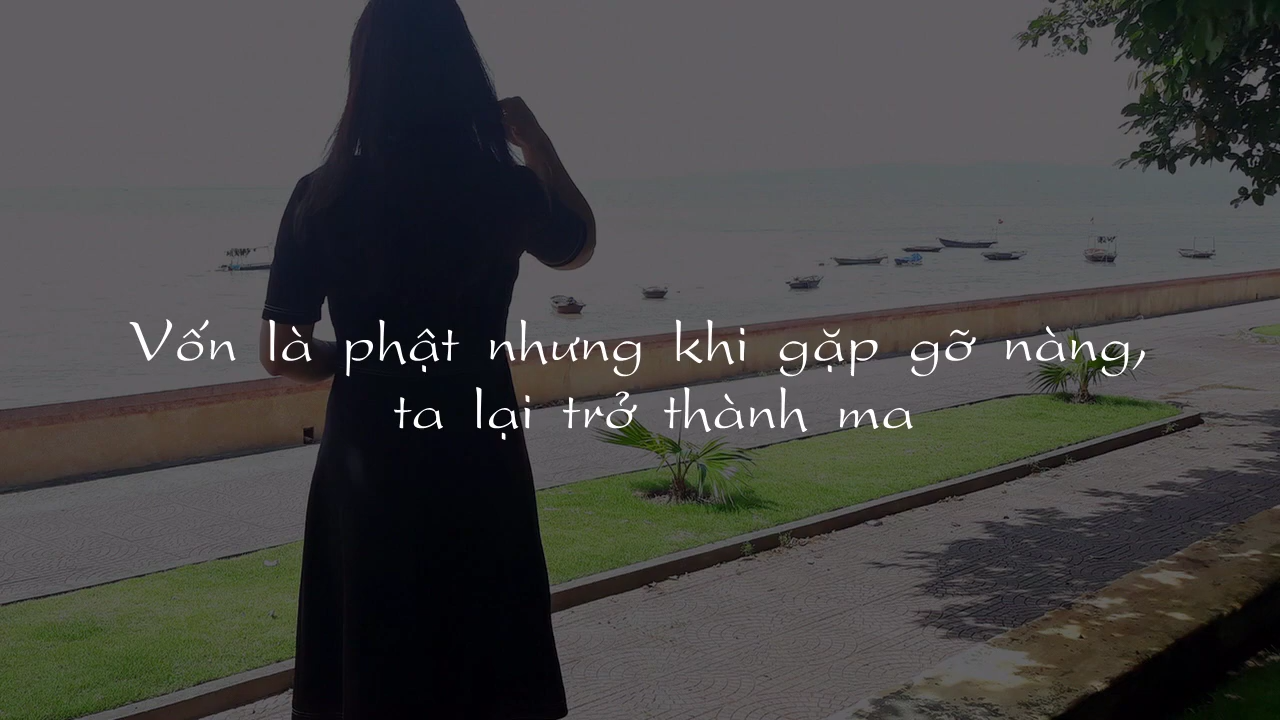 Vốn là phật nhưng khi gặp gỡ nàng,
ta lại trở thành ma